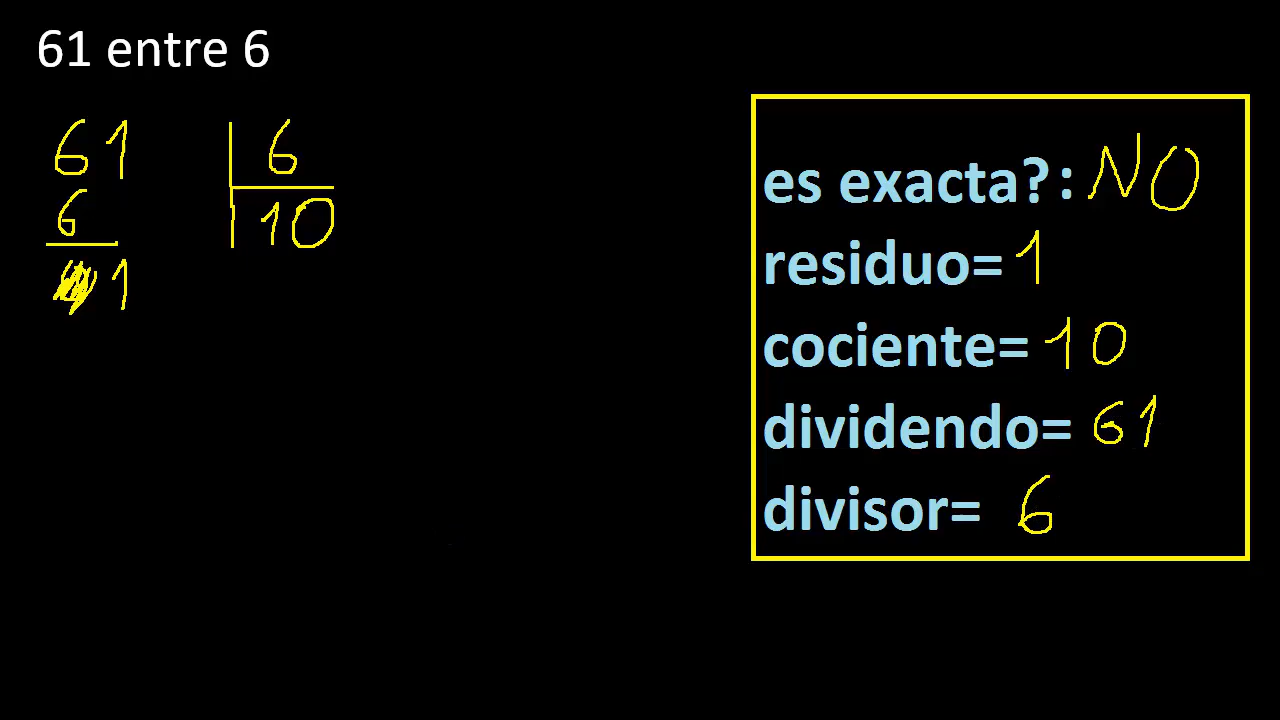 61 entre 6
61 6
6 10
1
es exacta?: NO
residuo= 1
cociente= 10
dividendo= 61
divisor= 6